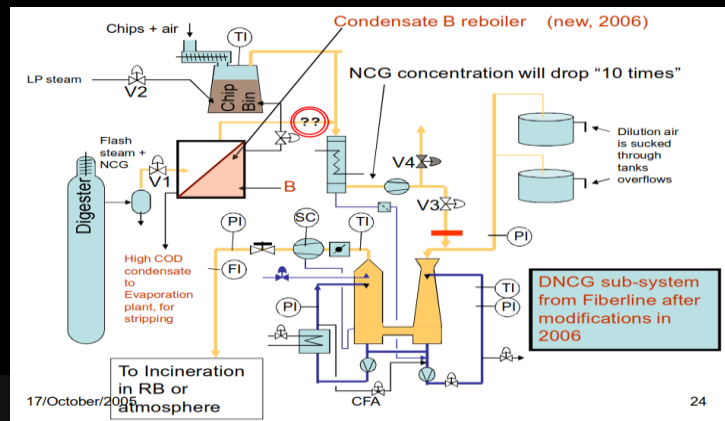 Condensate B reboiler (new, 2006)
Chips + air
TI
LP steam
V2
Chip
Bin
NCG concentration will drop "10 times"
??
Flash
steam +
NCG
V1
B
V4
V3
Dilution air
is sucked
through
tanks
overflows
Digester
PI
SC
TI
PI
FI
High COD
condensate
to
Evaporation
plant, for
stripping
PI
TI
PI
DNCG sub-system
from Fiberline after
modifications in
2006
To Incineration
in RB or
atmosphere
17/October/2005
CFA
24